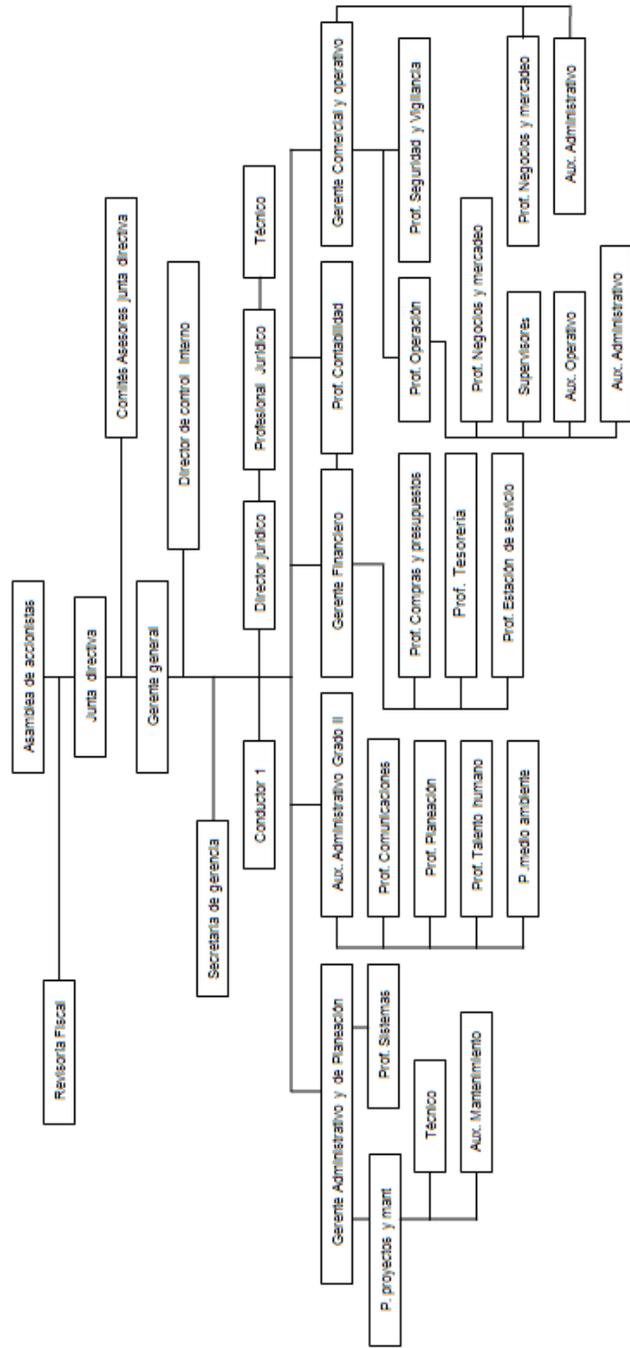 Asamblea de accionistas
Revisoria Fiscal
Junta directiva
Comités Asesores junta directiva
Gerente general
Director de control interno
Secretaria de gerencia
Conductor 1
Director jurídico
Profesional Jurídico
Técnico
Gerente Administrativo y de Planeación
Aux. Administrativo Grado III
Gerente Financiero
Prof. Contabilidad
Gerente Comercial y operativo
P. proyectos y mant
Prof. Sistemas
Prof. Comunicaciones
Prof. Compras y presupuestos
Prof. Operación
Prof. Seguridad y Vigilancia
Técnico
Prof. Planeación
Prof. Tesorería
Aux. Mantenimiento
Prof. Talento humano
Prof. Estación de servicio
Prof. Negocios y mercadeo
P .medio ambiente
Supervisores
Prof. Negocios y mercadeo
Aux. Operativo
Aux. Administrativo
Aux. Administrativo